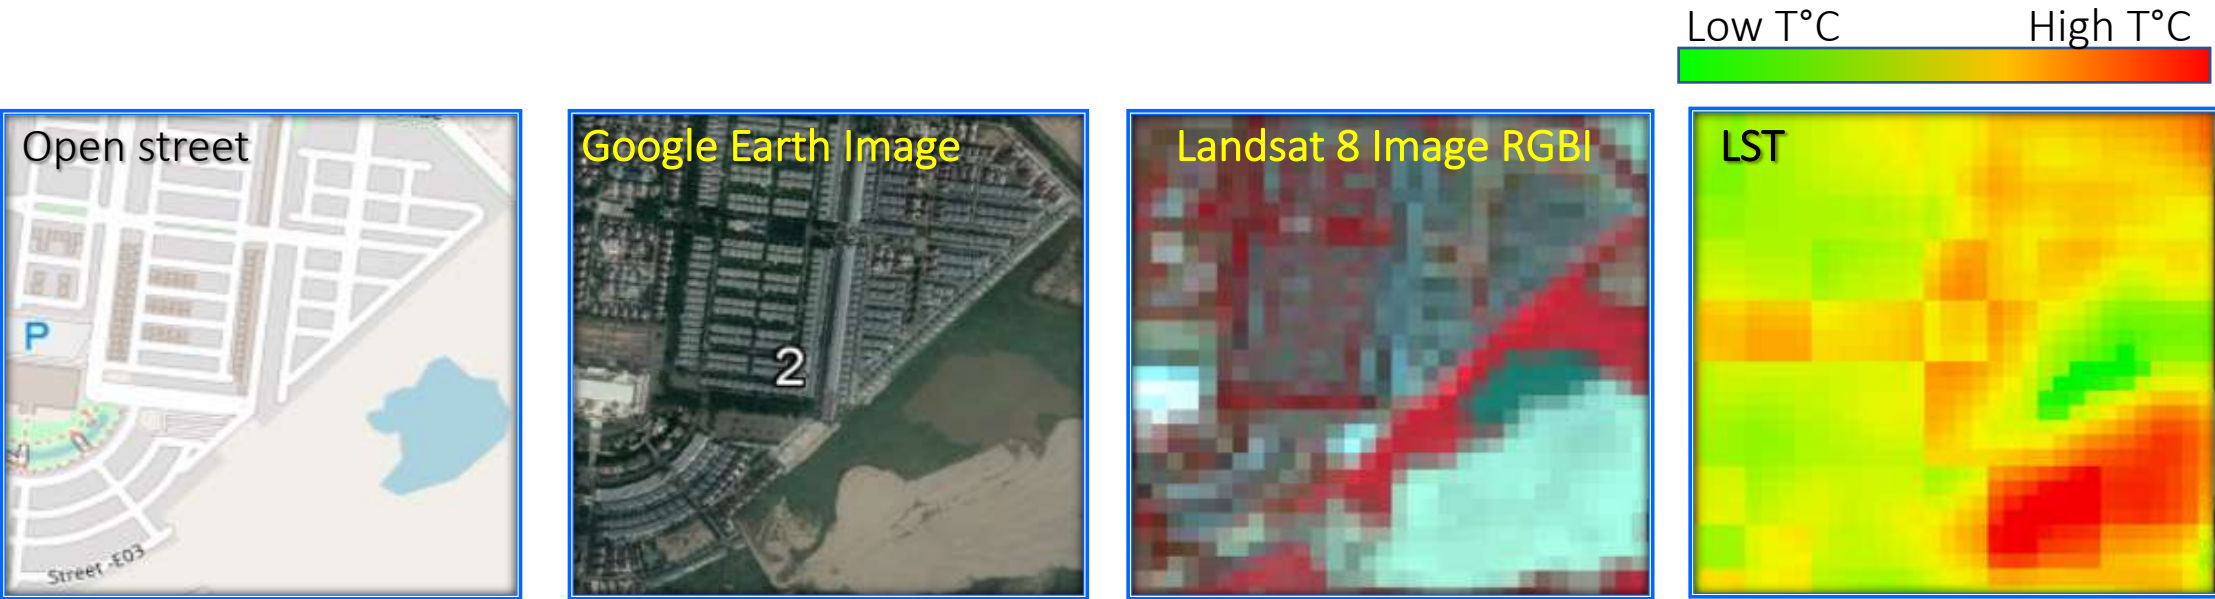 Low T°C
High T°C
Open street
Google Earth Image
Landsat 8 Image RGBI
LST
P
2
Street -E03